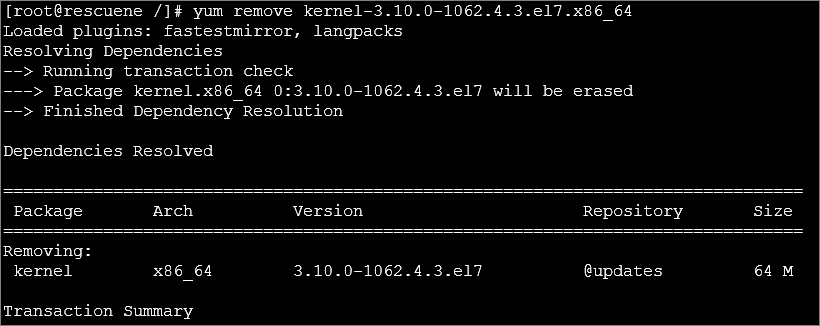 [root@rescuene /]# yum remove kernel-3.10.0-1062.4.3.el7.x86_64
Loaded plugins: fastestmirror, langpacks
Resolving Dependencies
--> Running transaction check
---> Package kernel.x86_64 0:3.10.0-1062.4.3.el7 will be erased
--> Finished Dependency Resolution

Dependencies Resolved

================================================================================
 Package        Arch          Version                      Repository       Size
================================================================================
Removing:
 kernel         x86_64        3.10.0-1062.4.3.el7          @updates         64 M

Transaction Summary